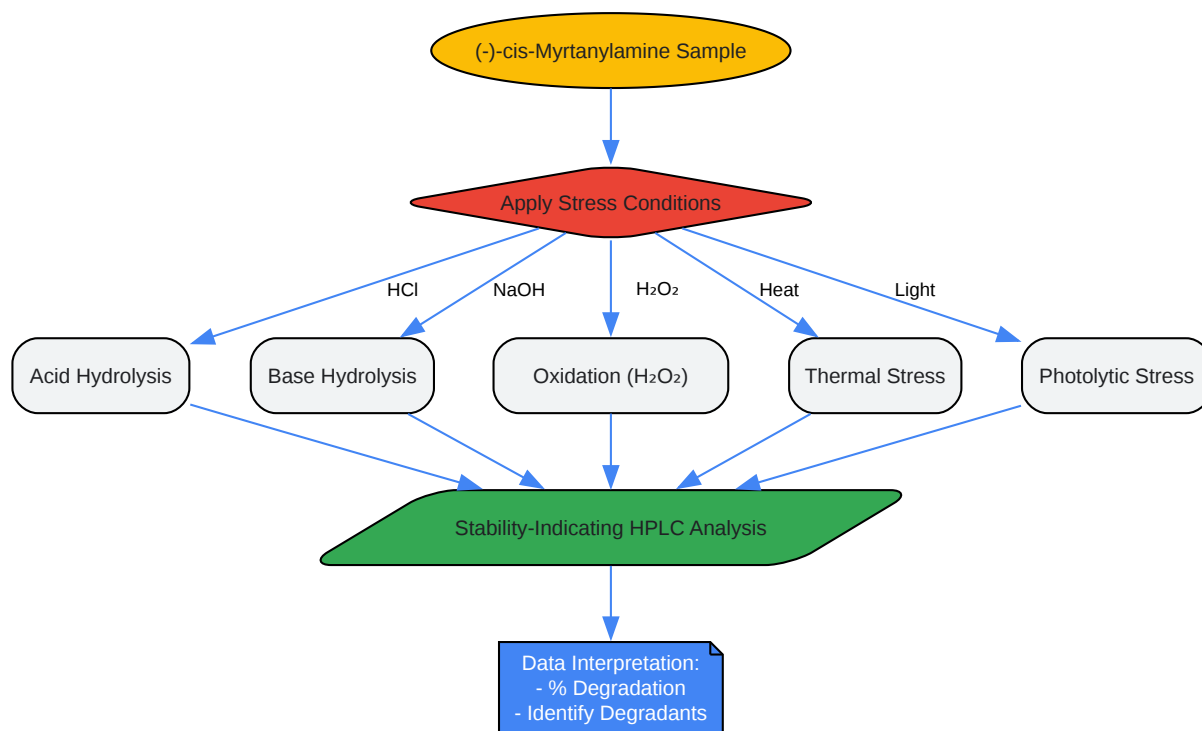 (-)-cis-Myrtanylamine Sample
Apply Stress Conditions
HCl
NaOH
H₂O₂
Heat
Light
Acid Hydrolysis
Base Hydrolysis
Oxidation (H₂O₂)
Thermal Stress
Photolytic Stress
Stability-Indicating HPLC Analysis
Data Interpretation:
- % Degradation
- Identify Degradants